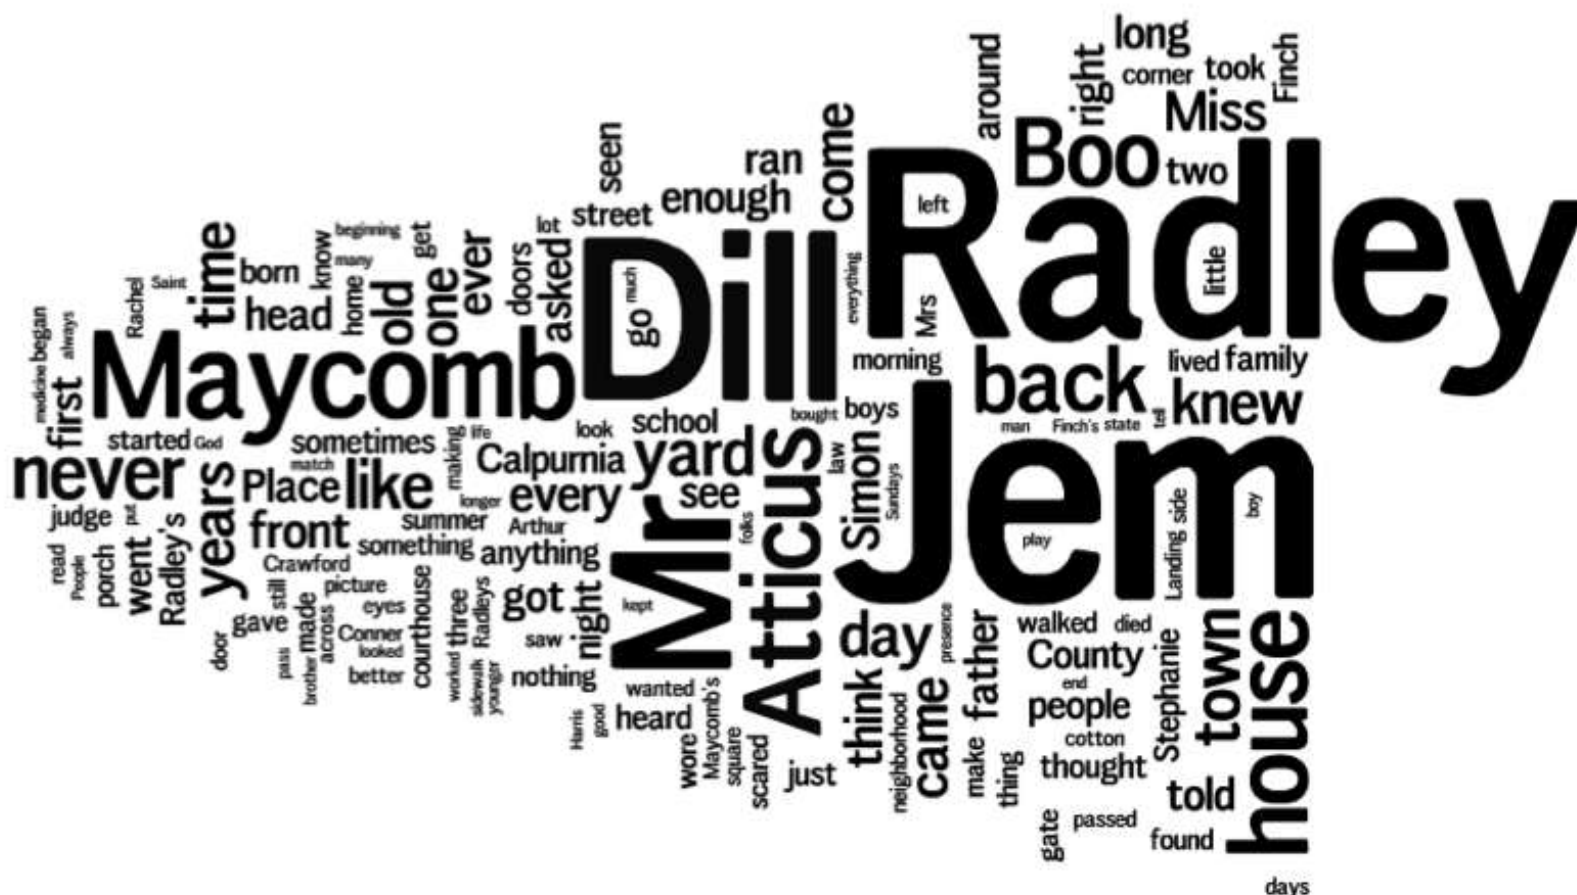 long
around
right
corner
took
Finch
Miss
Boo
two
come
ran
seen
enough
street
lot
Radley
left
little
everything
Mrs
Dill
go
much
asked
doors
ever
get
beginning
know
many
one
old
home
born
head
time
Saint
Rachel
always
began
medicine
first
Maycomb
morning
back
lived
family
knew
tell
man
Finch's
state
bought
boys
school
look
yard
see
started
God
sometimes
match
making
life
longer
Calpurnia
every
never
years
Place
like
front
summer
Arthur
something
anything
judge
put
read
People
porch
went
Radley's
Crawford
picture
still
made
across
brother
pass
gave
door
eyes
Conner
looked
better
courthouse
three
Radleys
worked
sidewalk
younger
got
saw
night
nothing
Mr
kept
folks
Atticus
law
Simon
Sundays
Jem
play
Landing
side
boy
Harris
good
wanted
heard
wore
Maycomb's
square
scared
just
day
presence
think
neighborhood
came
father
make
thing
walked
died
County
end
people
cotton
thought
Stephanie
town
house
told
gate
passed
found
days